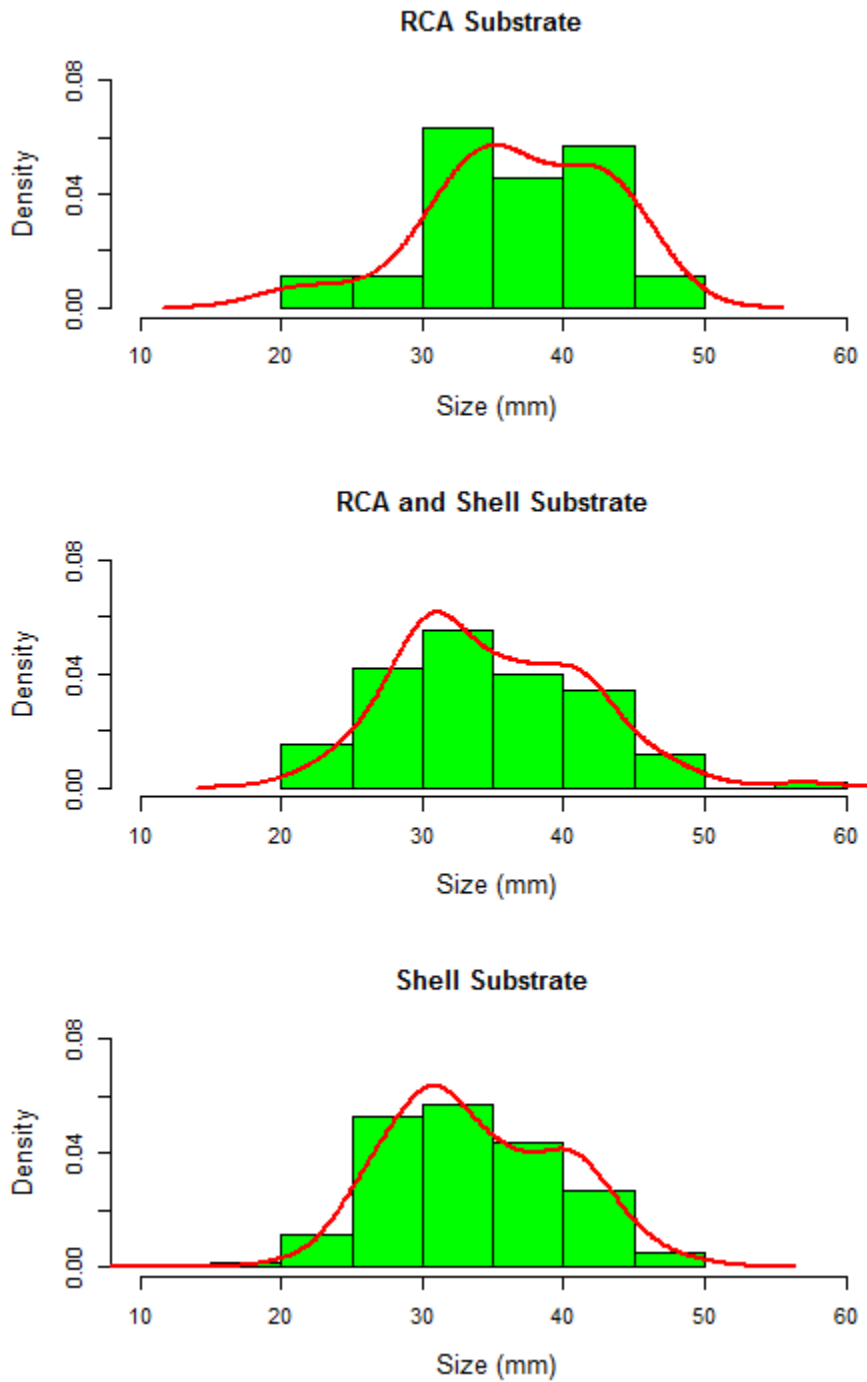 RCA Substrate
0.08
0.04
0.00
Density
10 20 30 40 50 60
Size (mm)
RCA and Shell Substrate
0.08
0.04
0.00
Density
10 20 30 40 50 60
Size (mm)
Shell Substrate
0.08
0.04
0.00
Density
10 20 30 40 50 60
Size (mm)